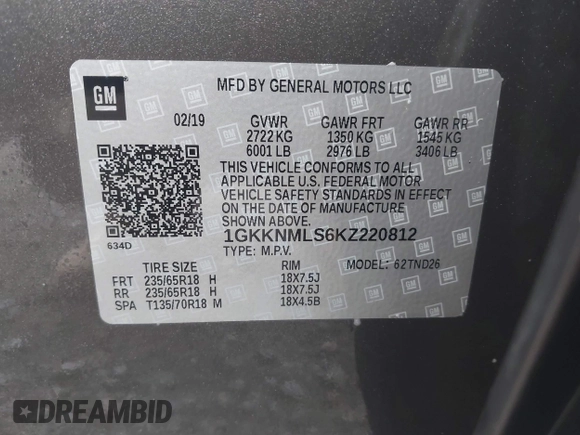 GM
MFD BY GENERAL MOTORS LLC
02/19 GVWR GAWR FRT GAWR RR
2722 KG 1350 KG 1545 KG
6001 LB 2976 LB 3406 LB
THIS VEHICLE CONFORMS TO ALL
APPLICABLE U.S. FEDERAL MOTOR
VEHICLE SAFETY STANDARDS IN EFFECT
ON THE DATE OF MANUFACTURE
SHOWN ABOVE.
634D
1GKKNMLS6KZ220812
TYPE: M.P.V. MODEL: 62TND26
TIRE SIZE RIM
FRT 235/65R18 H 18X7.5J
RR 235/65R18 H 18X7.5J
SPA T135/70R18 M 18X4.5B
DREAMBID